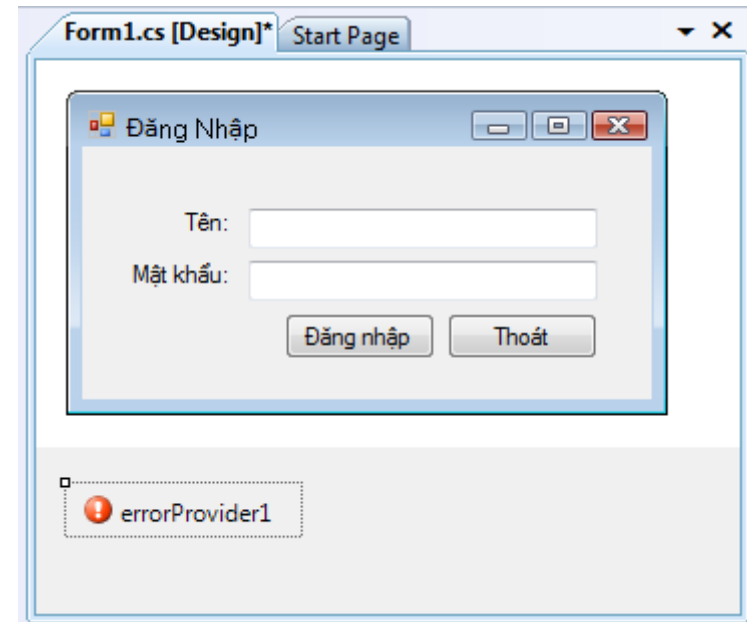 Form1.cs [Design]* Start Page
Đăng Nhập
Tên:
Mật khẩu:
Đăng nhập Thoát
errorProvider1